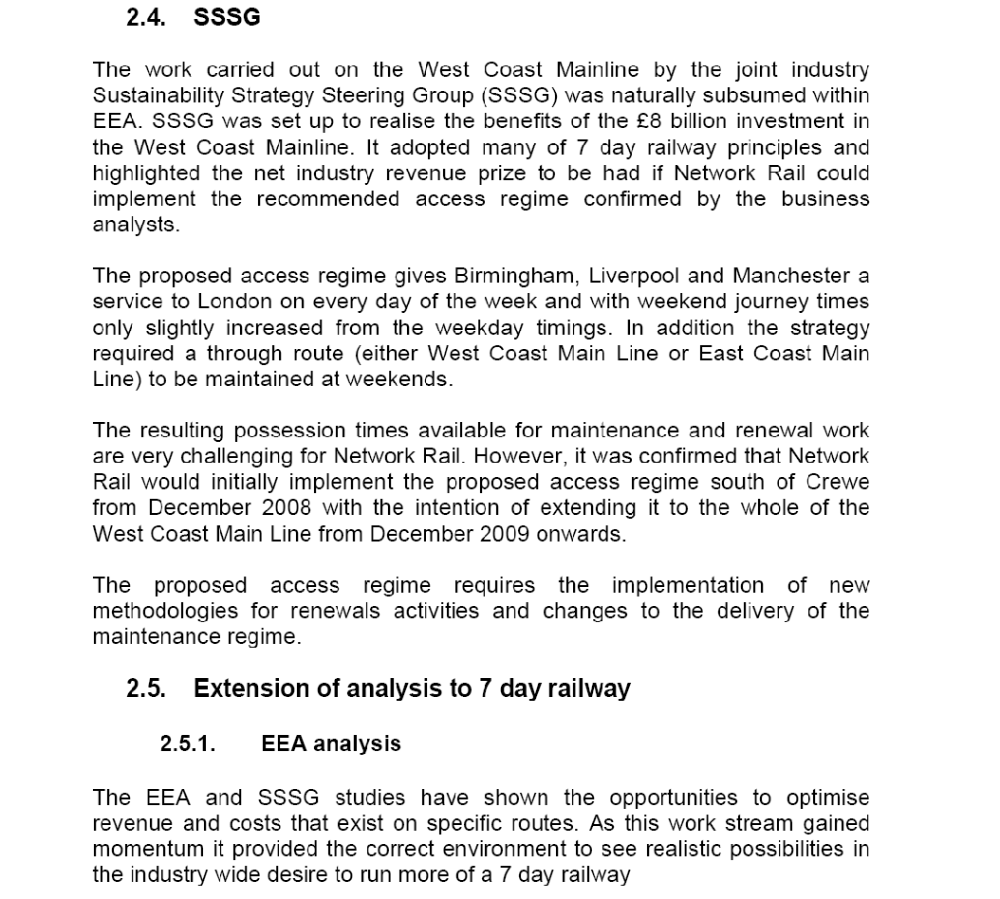 2.4. SSSG
The work carried out on the West Coast Mainline by the joint industry
Sustainability Strategy Steering Group (SSSG) was naturally subsumed within
EEA. SSSG was set up to realise the benefits of the £8 billion investment in
the West Coast Mainline. It adopted many of 7 day railway principles and
highlighted the net industry revenue prize to be had if Network Rail could
implement the recommended access regime confirmed by the business
analysts.
The proposed access regime gives Birmingham, Liverpool and Manchester a
service to London on every day of the week and with weekend journey times
only slightly increased from the weekday timings. In addition the strategy
required a through route (either West Coast Main Line or East Coast Main
Line) to be maintained at weekends.
The resulting possession times available for maintenance and renewal work
are very challenging for Network Rail. However, it was confirmed that Network
Rail would initially implement the proposed access regime south of Crewe
from December 2008 with the intention of extending it to the whole of the
West Coast Main Line from December 2009 onwards.
The proposed access regime requires the implementation of new
methodologies for renewals activities and changes to the delivery of the
maintenance regime.
2.5. Extension of analysis to 7 day railway
2.5.1. EEA analysis
The EEA and SSSG studies have shown the opportunities to optimise
revenue and costs that exist on specific routes. As this work stream gained
momentum it provided the correct environment to see realistic possibilities in
the industry wide desire to run more of a 7 day railway